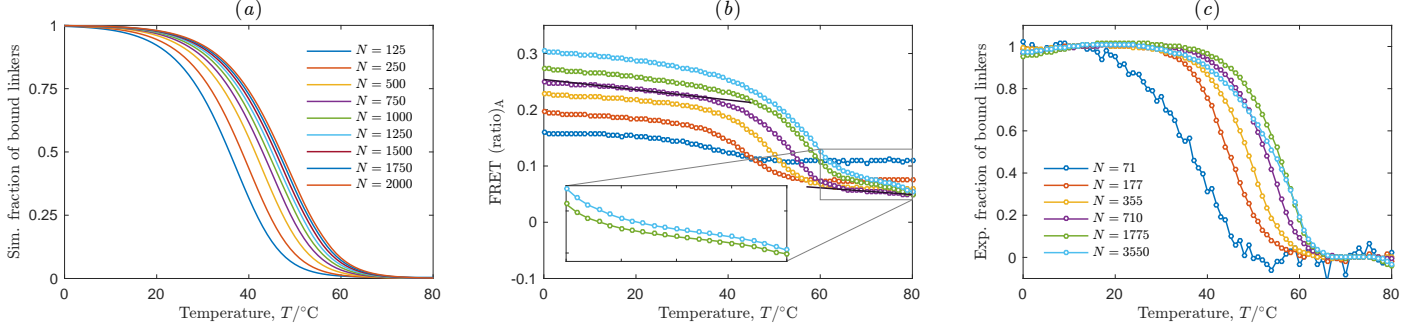 (a)
Sim. fraction of bound linkers
1
0.75
0.5
0.25
0
0
20
40
60
80
Temperature, T/°C
N = 125
N = 250
N = 500
N = 750
N = 1000
N = 1250
N = 1500
N = 1750
N = 2000
(b)
FRET (ratio)A
0.3
0.2
0.1
0
-0.1
0
20
40
60
80
Temperature, T/°C
(c)
Exp. fraction of bound linkers
1
0.8
0.6
0.4
0.2
0
0
20
40
60
80
Temperature, T/°C
N = 71
N = 177
N = 355
N = 710
N = 1775
N = 3550